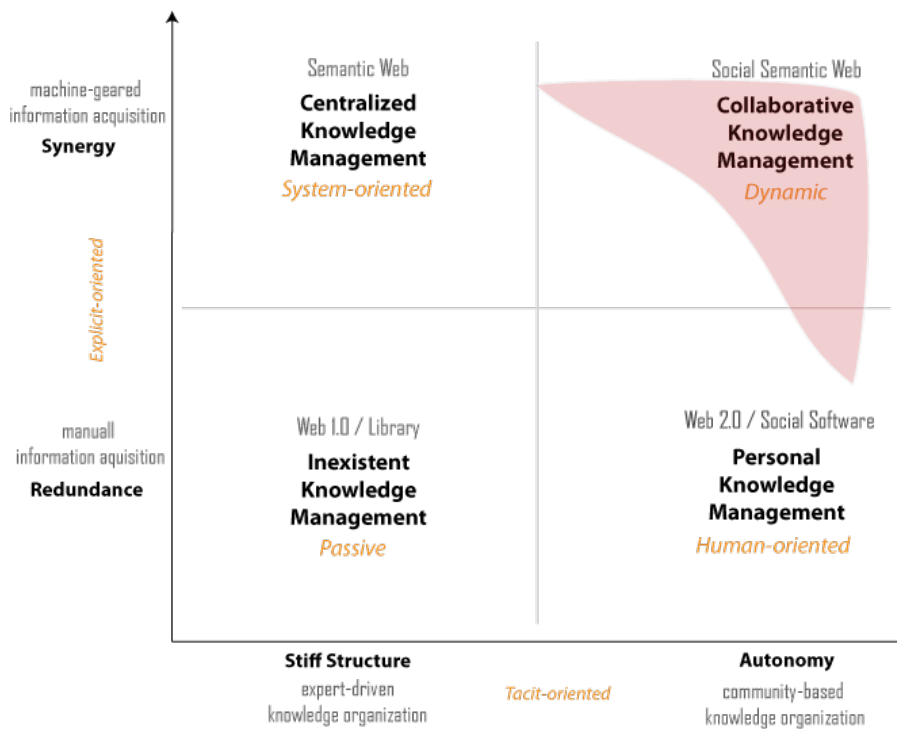 Semantic Web
Centralized
Knowledge
Management
System-oriented
Social Semantic Web
Collaborative
Knowledge
Management
Dynamic
machine-geared
information acquisition
Synergy
Explicit-oriented
manuall
information aquisition
Redundance
Web 1.0 / Library
Inexistent
Knowledge
Management
Passive
Web 2.0 / Social Software
Personal
Knowledge
Management
Human-oriented
Stiff Structure
expert-driven
knowledge organization
Tacit-oriented
Autonomy
community-based
knowledge organization